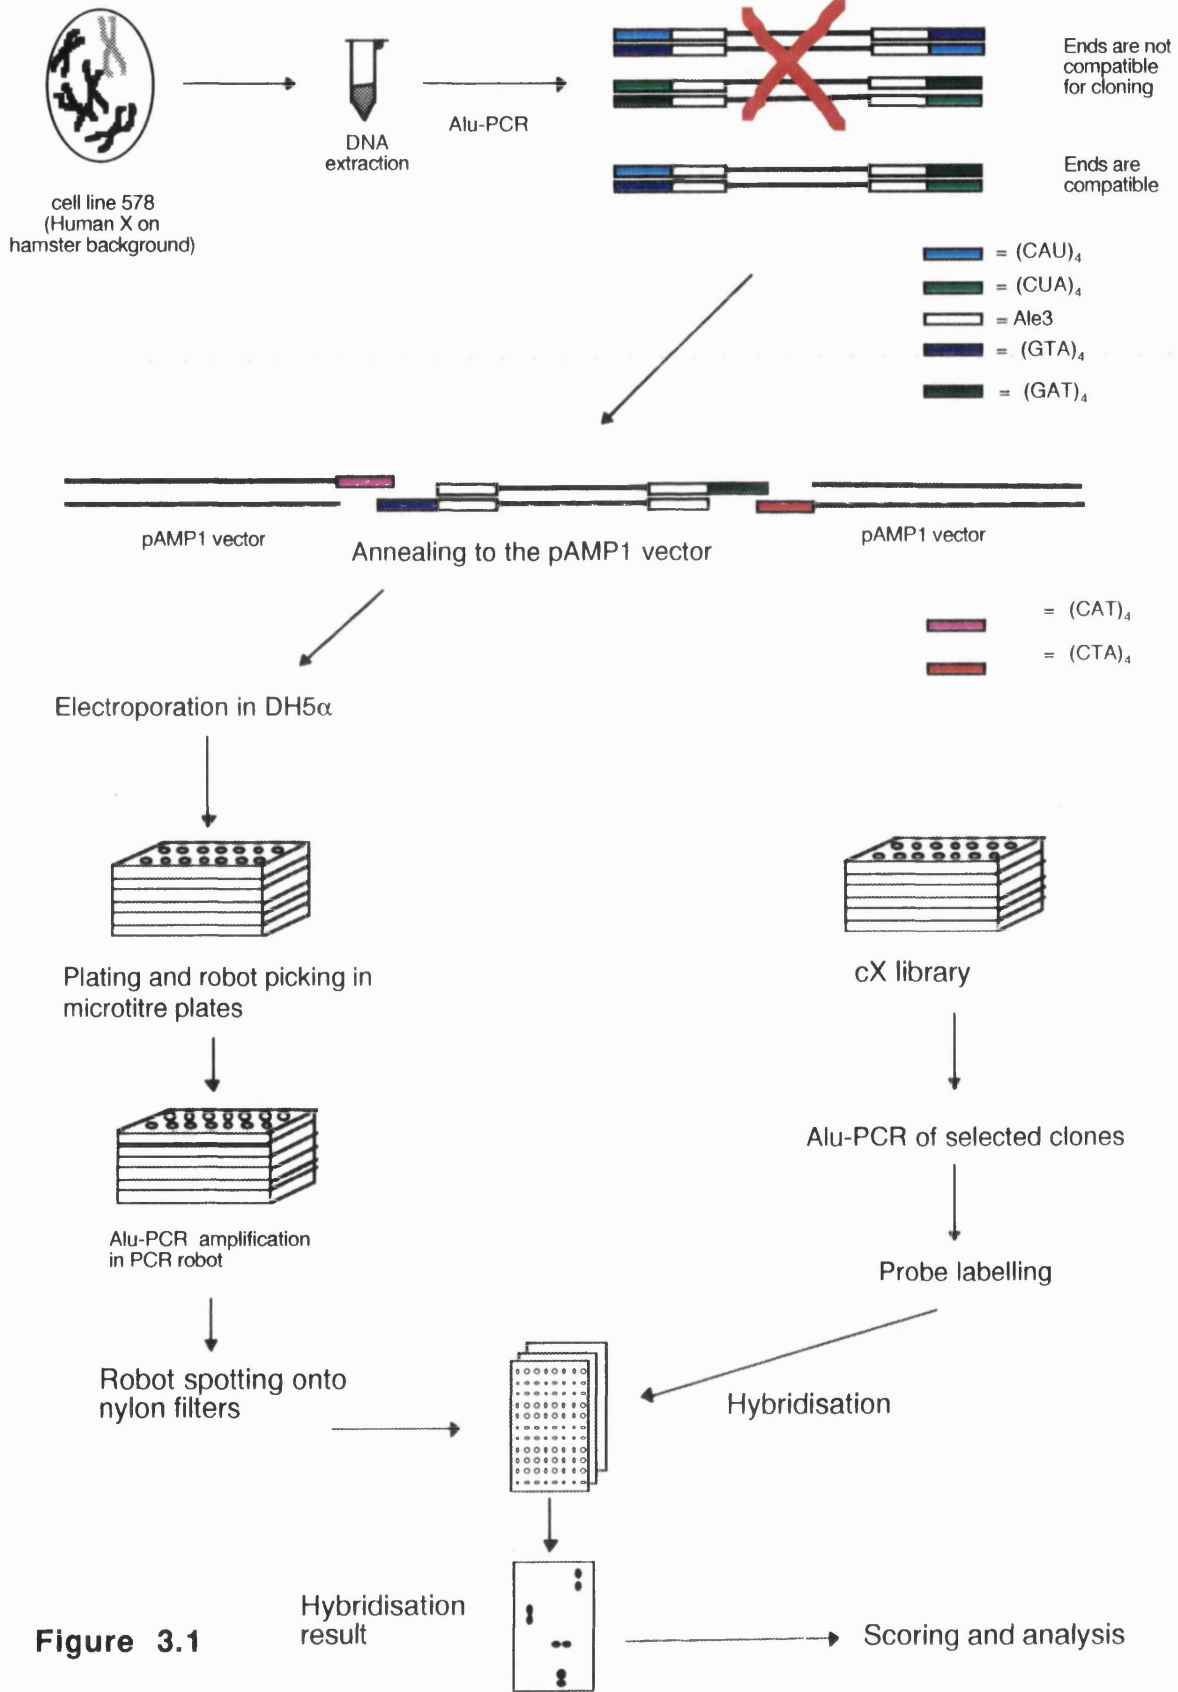 Ends are not
compatible
for cloning
DNA
extraction
Alu-PCR
Ends are
compatible
cell line 578
(Human X on
hamster background)
= (CAU)₄
= (CUA)₄
= Ale3
= (GTA)₄
= (GAT)₄
pAMP1 vector
Annealing to the pAMP1 vector
pAMP1 vector
= (CAT)₄
= (CTA)₄
Electroporation in DH5α
Plating and robot picking in
microtitre plates
cX library
Alu-PCR of selected clones
Alu-PCR amplification
in PCR robot
Probe labelling
Robot spotting onto
nylon filters
Hybridisation
Hybridisation
result
Figure 3.1
Scoring and analysis